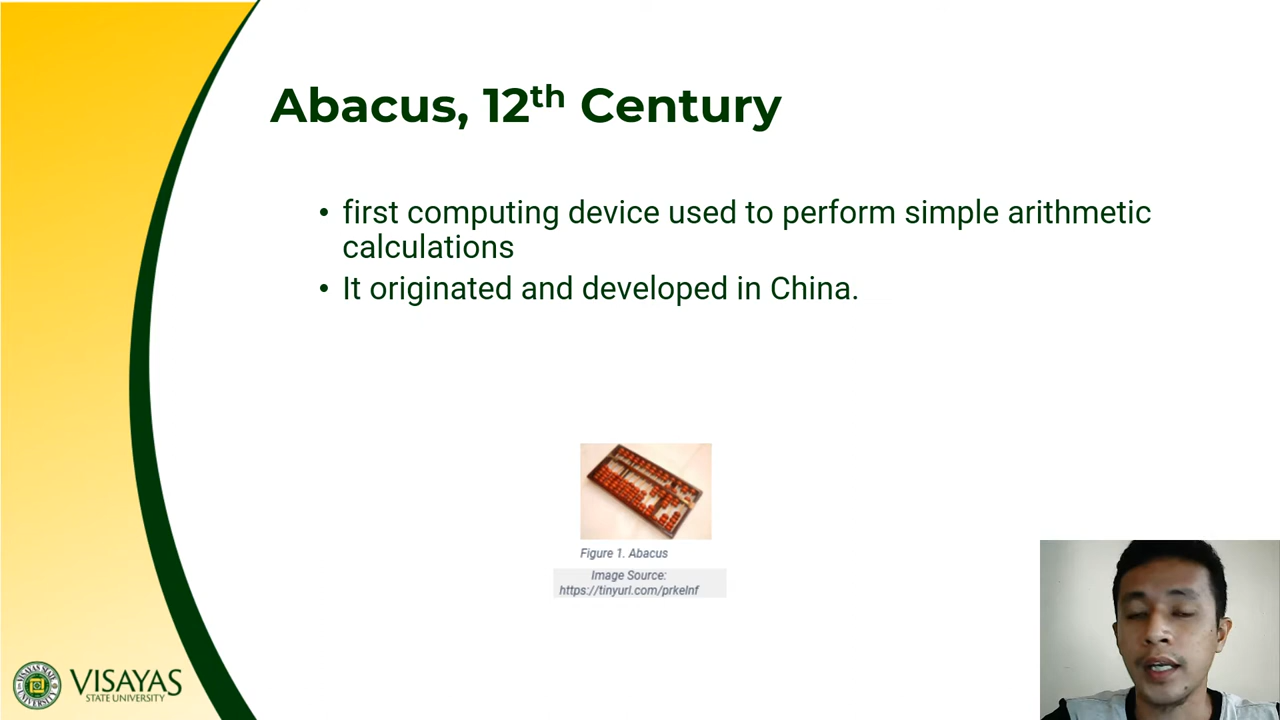 Abacus, 12th Century
• first computing device used to perform simple arithmetic
calculations
• It originated and developed in China.
Figure 1. Abacus
Image Source:
https://tinyurl.com/prkelnf
VISAYAS
STATE UNIVERSITY